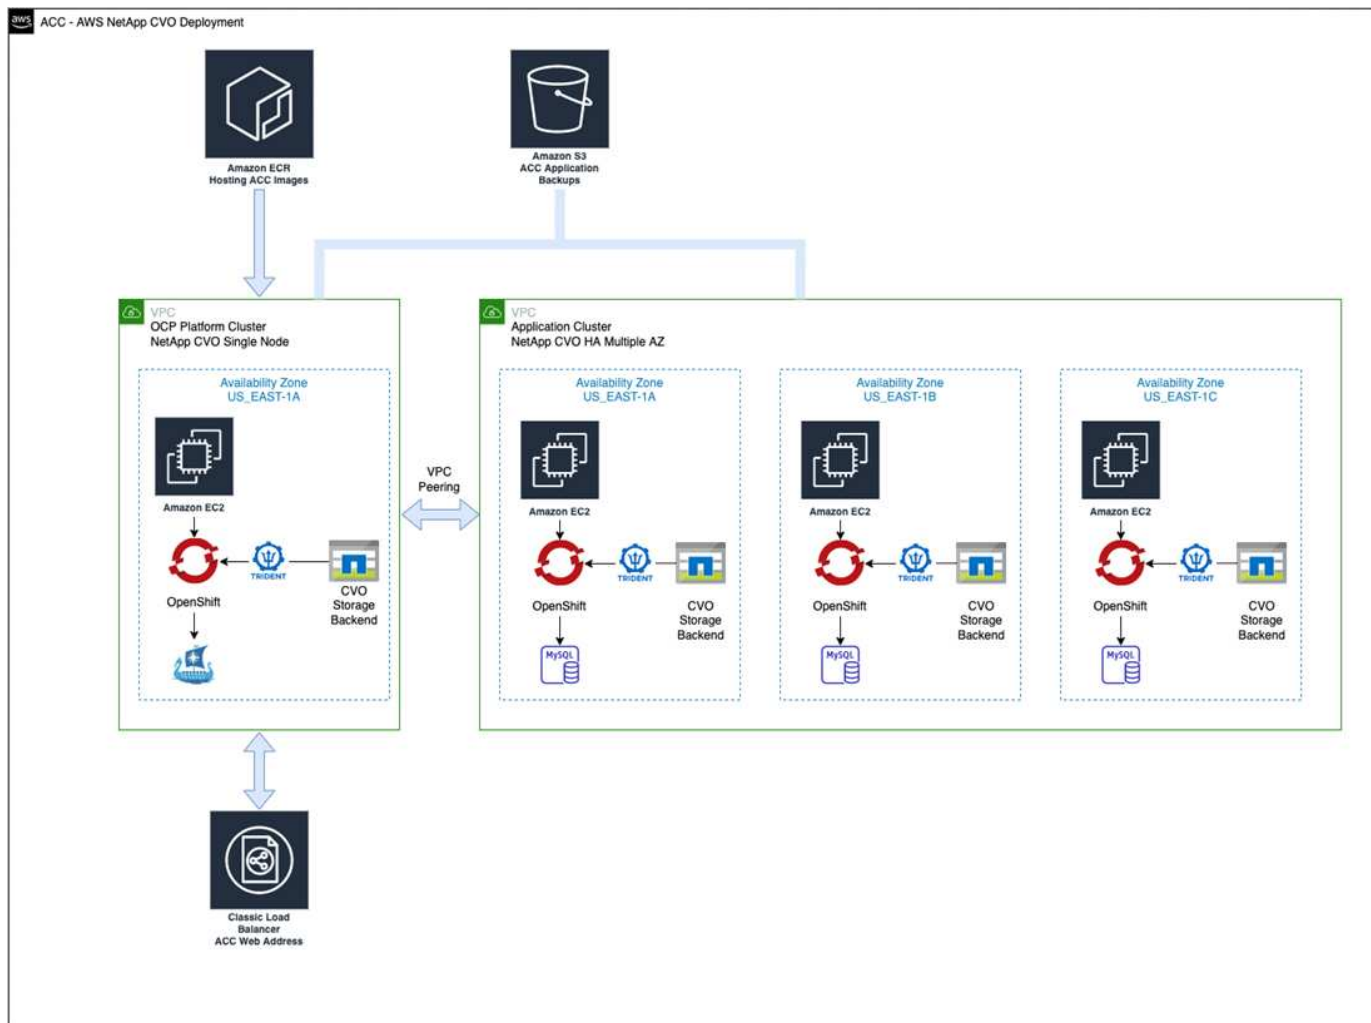 aws
ACC - AWS NetApp CVO Deployment
Amazon ECR
Hosting ACC Images
Amazon S3
ACC Application
Backups
VPC
OCP Platform Cluster
NetApp CVO Single Node
Availability Zone
US_EAST-1A
Amazon EC2
TRIDENT
OpenShift
CVO
Storage
Backend
VPC
Peering
VPC
Application Cluster
NetApp CVO HA Multiple AZ
Availability Zone
US_EAST-1A
Amazon EC2
TRIDENT
OpenShift
CVO
Storage
Backend
MySQL
Availability Zone
US_EAST-1B
Amazon EC2
TRIDENT
OpenShift
CVO
Storage
Backend
MySQL
Availability Zone
US_EAST-1C
Amazon EC2
TRIDENT
OpenShift
CVO
Storage
Backend
MySQL
Classic Load
Balancer
ACC Web Address